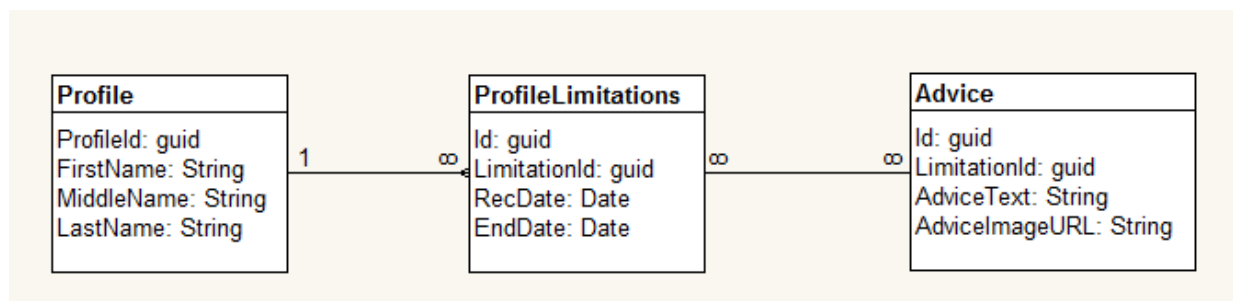 Profile
ProfileId: guid
FirstName: String
MiddleName: String
LastName: String
1
∞
ProfileLimitations
Id: guid
LimitationId: guid
RecDate: Date
EndDate: Date
∞
∞
Advice
Id: guid
LimitationId: guid
AdviceText: String
AdviceImageURL: String